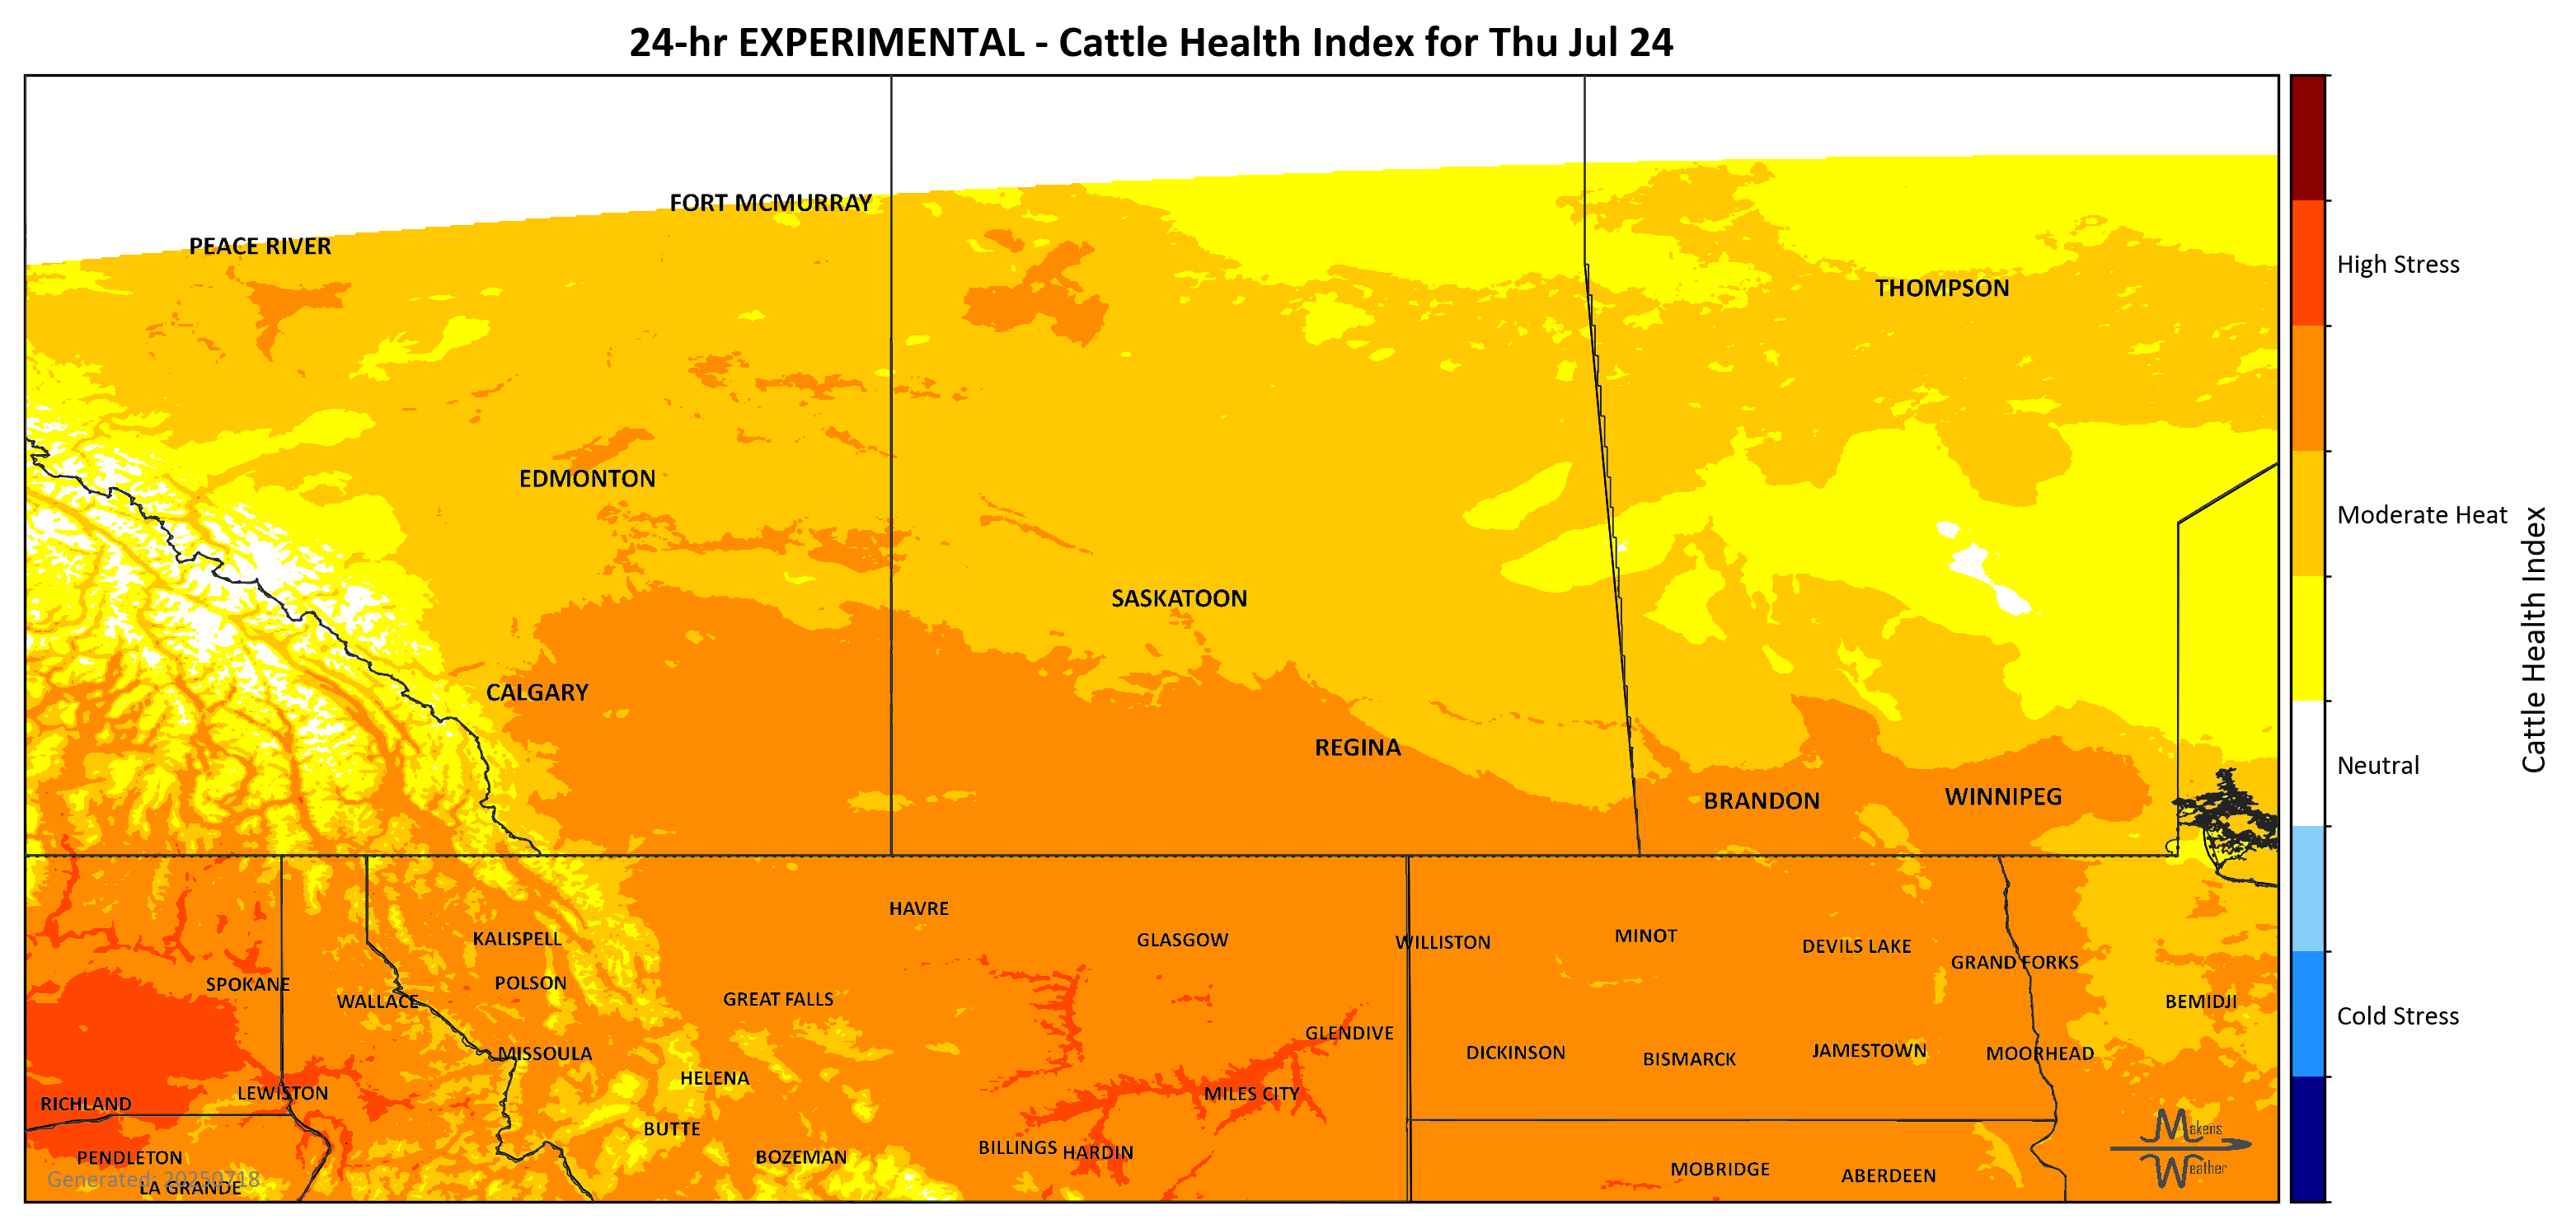 24-hr EXPERIMENTAL - Cattle Health Index for Thu Jul 24
FORT MCMURRAY
PEACE RIVER
High Stress
THOMPSON
EDMONTON
Moderate Heat
SASKATOON
Cattle Health Index
CALGARY
REGINA
Neutral
BRANDON
WINNIPEG
HAVRE
KALISPELL
GLASGOW
WILLISTON
MINOT
DEVILS LAKE
GRAND FORKS
SPOKANE
POLSON
WALLACE
GREAT FALLS
BEMIDJI
Cold Stress
GLENDIVE
MISSOULA
DICKINSON
BISMARCK
JAMESTOWN
MOORHEAD
HELENA
LEWISTON
MILES CITY
RICHLAND
BUTTE
Makens
Weather
PENDLETON
BOZEMAN
BILLINGS
HARDIN
MOBRIDGE
ABERDEEN
Generated: 20250718
LA GRANDE